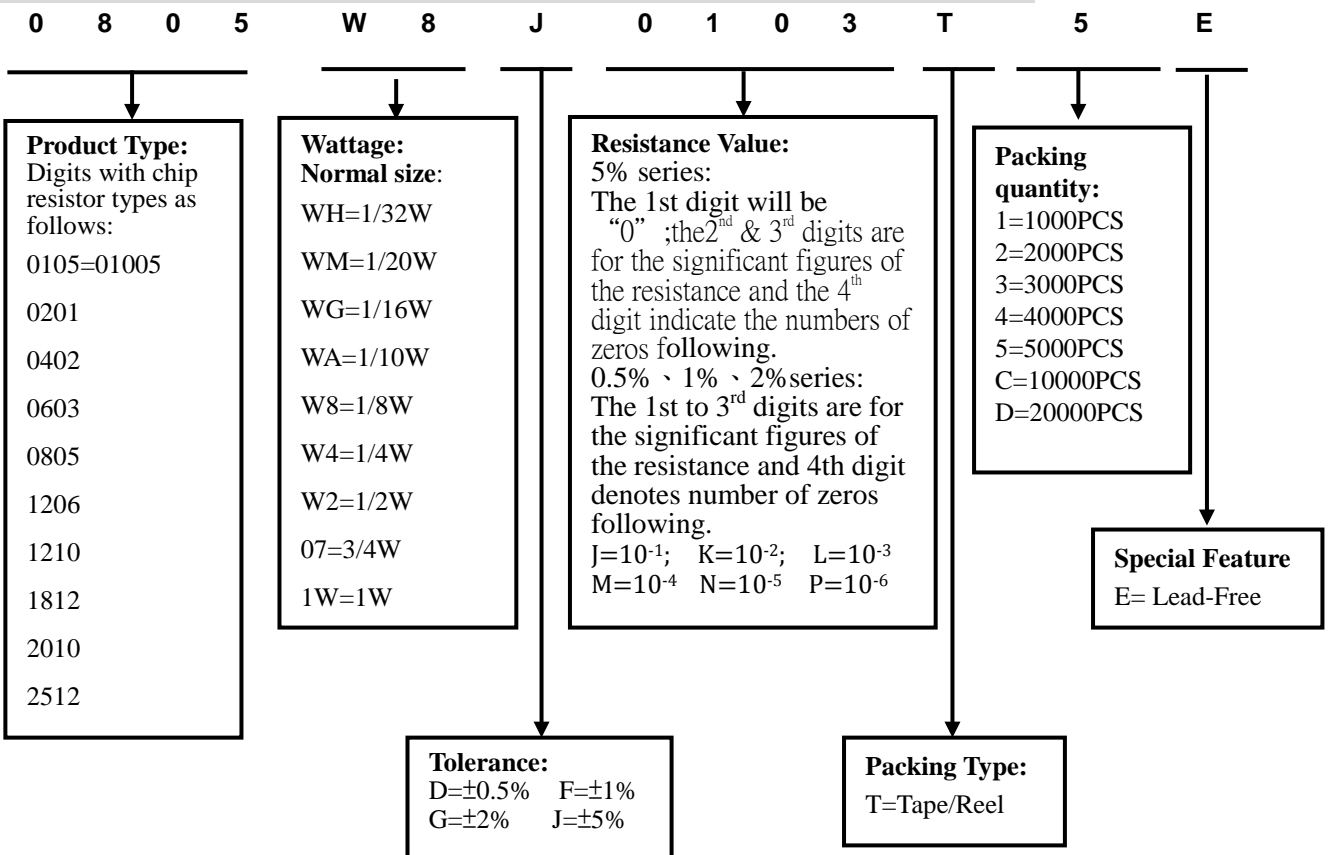 0 8 0 5 W 8 J 0 1 0 3 T 5 E
Product Type:
Digits with chip
resistor types as
follows:
0105=01005
0201
0402
0603
0805
1206
1210
1812
2010
2512
Wattage:
Normal size:
WH=1/32W
WM=1/20W
WG=1/16W
WA=1/10W
W8=1/8W
W4=1/4W
W2=1/2W
07=3/4W
1W=1W
Resistance Value:
5% series:
The 1st digit will be
“0” ;the2nd & 3rd digits are
for the significant figures of
the resistance and the 4th
digit indicate the numbers of
zeros following.
0.5%、1%、2%series:
The 1st to 3rd digits are for
the significant figures of
the resistance and 4th digit
denotes number of zeros
following.
J=10-1; K=10-2; L=10-3
M=10-4 N=10-5 P=10-6
Packing
quantity:
1=1000PCS
2=2000PCS
3=3000PCS
4=4000PCS
5=5000PCS
C=10000PCS
D=20000PCS
Special Feature
E= Lead-Free
Tolerance:
D=±0.5% F=±1%
G=±2% J=±5%
Packing Type:
T=Tape/Reel